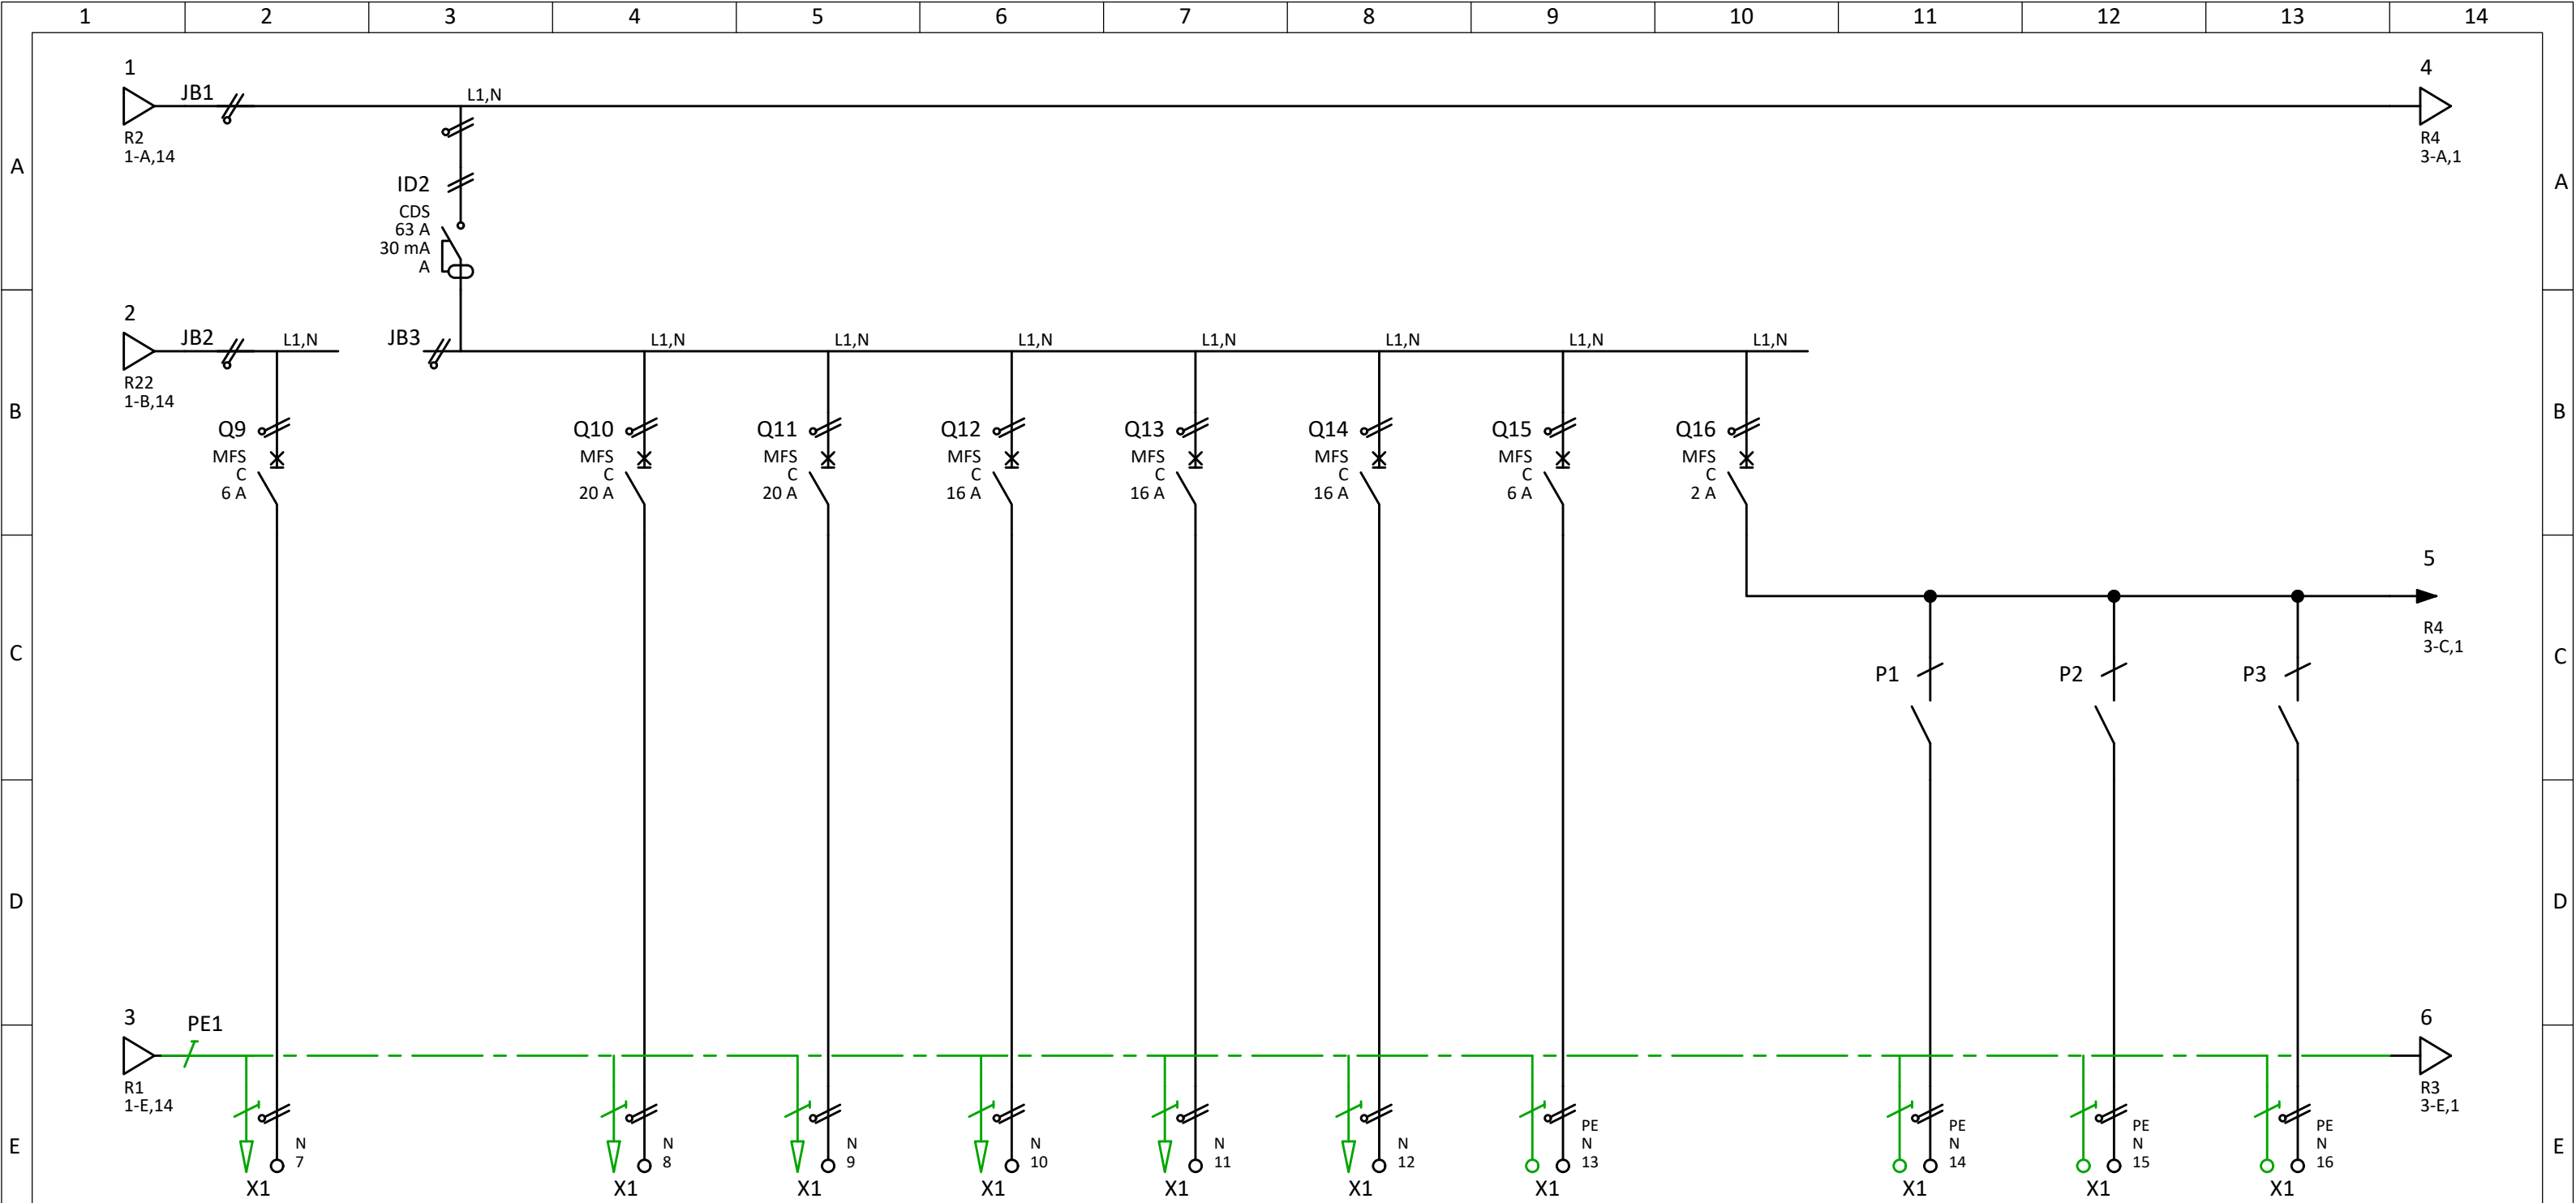 1 2 3 4 5 6 7 8 9 10 11 12 13 14
1 4
JB1 L1,N
R2 R4
1-A,14 3-A,1
A A
ID2
CDS
63 A
30 mA
A
2
JB2 L1,N JB3 L1,N L1,N L1,N L1,N L1,N L1,N L1,N
R22
1-B,14
B B
Q9 Q10 Q11 Q12 Q13 Q14 Q15 Q16
MFS MFS MFS MFS MFS MFS MFS MFS
C C C C C C C C
6 A 20 A 20 A 16 A 16 A 16 A 6 A 2 A
5
R4
3-C,1
C C
P1 P2 P3
D D
3 6
PE1
R1 R3
1-E,14 3-E,1
PE PE PE PE
E N N N N N N N N N N E
7 8 9 10 11 12 13 14 15 16
X1 X1 X1 X1 X1 X1 X1 X1 X1 X1